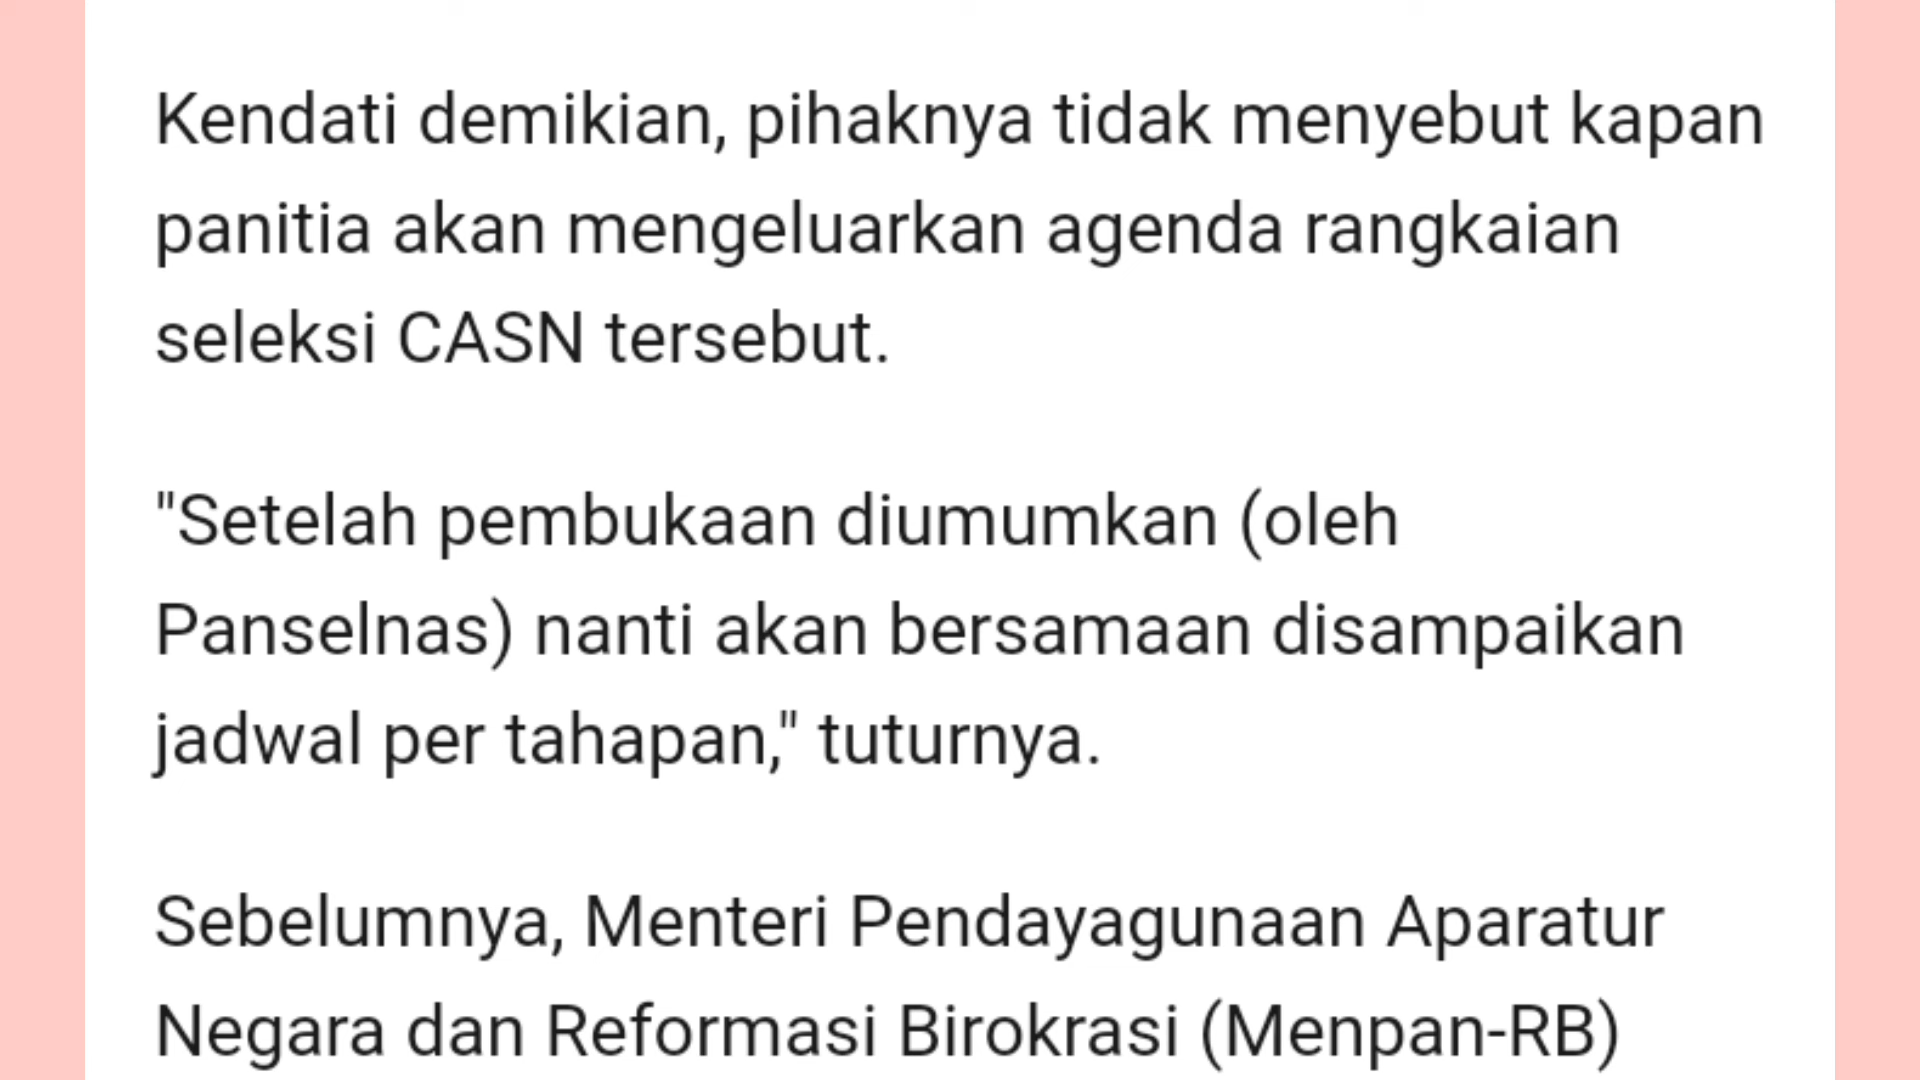 Kendati demikian, pihaknya tidak menyebut kapan
panitia akan mengeluarkan agenda rangkaian
seleksi CASN tersebut.
"Setelah pembukaan diumumkan (oleh
Panselnas) nanti akan bersamaan disampaikan
jadwal per tahapan," tuturnya.
Sebelumnya, Menteri Pendayagunaan Aparatur
Negara dan Reformasi Birokrasi (Menpan-RB)